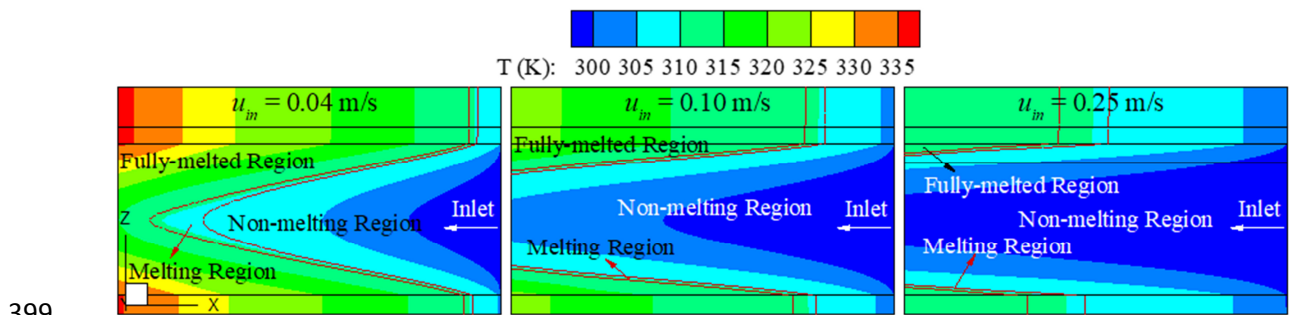 T (K): 300 305 310 315 320 325 330 335
u_in = 0.04 m/s
Fully-melted Region
Non-melting Region
Inlet
Z
Melting Region
X
u_in = 0.10 m/s
Fully-melted Region
Non-melting Region
Inlet
Melting Region
u_in = 0.25 m/s
Fully-melted Region
Non-melting Region
Inlet
Melting Region
399